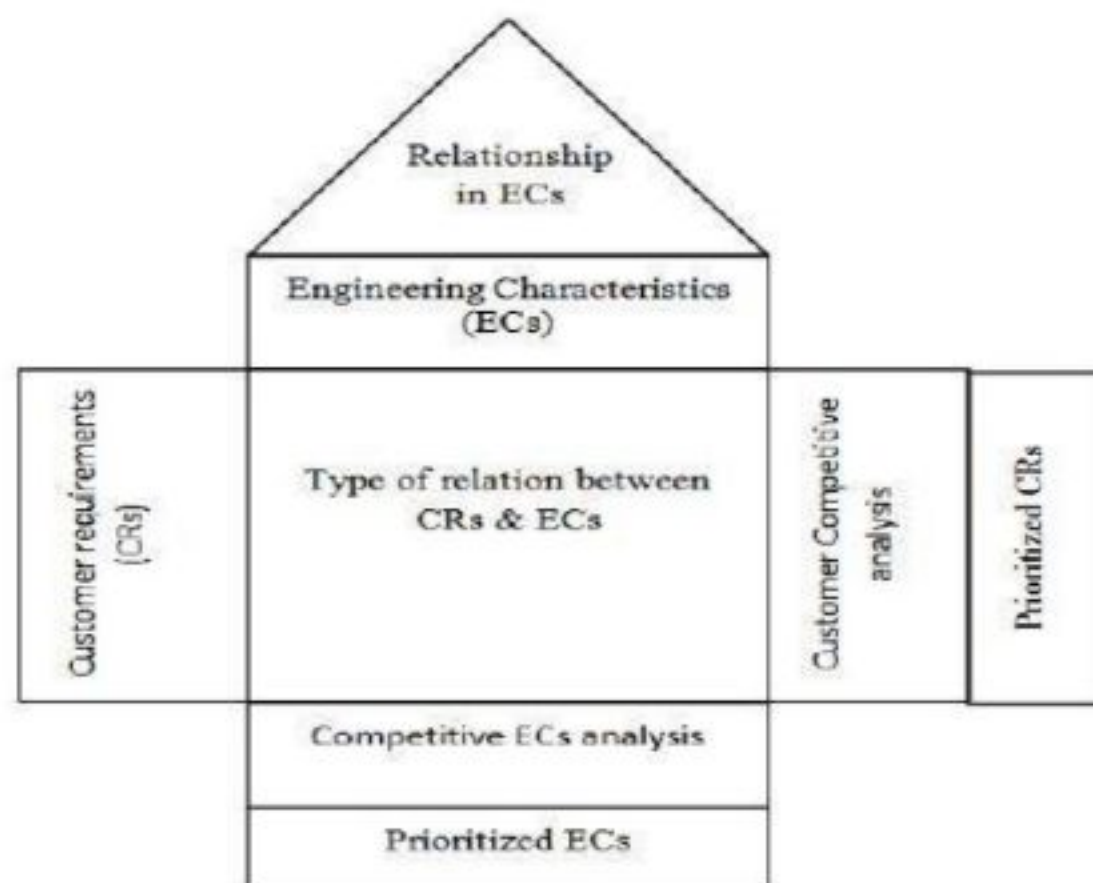 Relationship
in ECs
Engineering Characteristics
(ECs)
Customer requirements
(CRs)
Type of relation between
CRs & ECs
Customer Competitive
analysis
Prioritized CRs
Competitive ECs analysis
Prioritized ECs